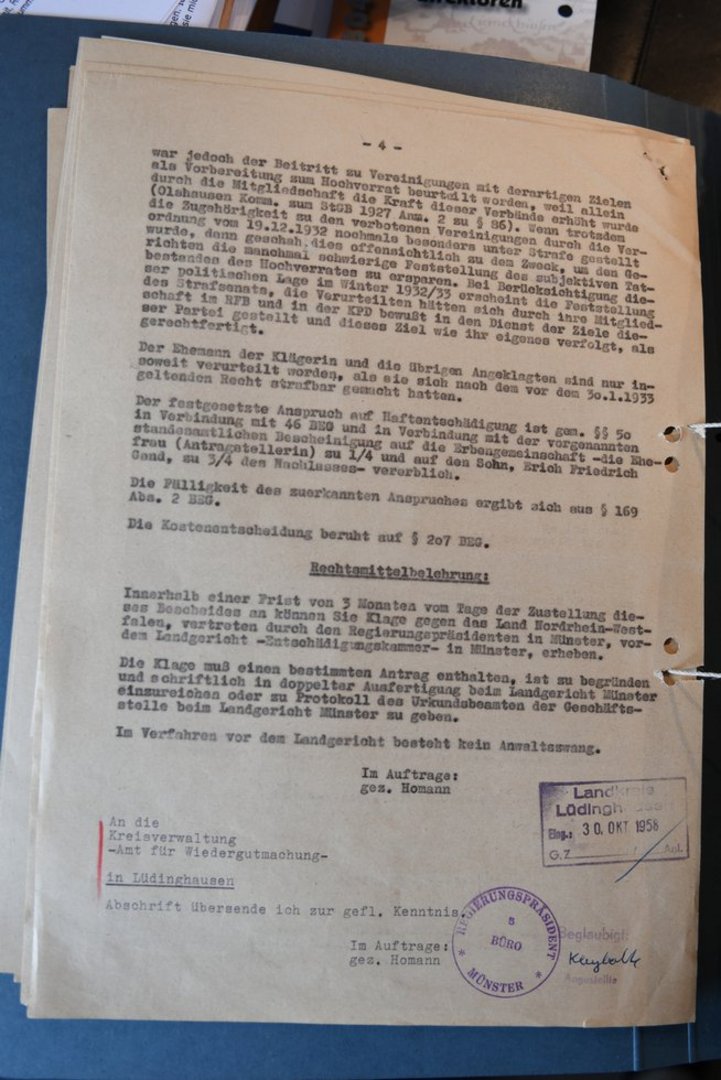 direktoren
- 4 -
war jedoch der Beitritt zu Vereinigungen mit derartigen Zielen
als Vorbereitung zum Hochverrat beurteilt worden, weil allein
durch die Mitgliedschaft die Kraft dieser Verbände erhöht wurde
(Olshausen Komm. zum StGB 1927 Anm. 2 zu § 86). Wenn trotzdem
die Zugehörigkeit zu den verbotenen Vereinigungen durch die Ver-
ordnung vom 19.12.1932 nochmals besonders unter Strafe gestellt
wurde, dann geschah dies offensichtlich zu dem Zweck, um den Ge-
richten die manchmal schwierige Feststellung des subjektiven Tat-
bestandes des Hochverrates zu ersparen. Bei Berücksichtigung die-
ser politischen Lage im Winter 1932/33 erscheint die Feststellung
des Strafsenats, die Verurteilten hätten sich durch ihre Mitglied-
schaft im RFB und in der KPD bewußt in den Dienst der Ziele die-
ser Partei gestellt und dieses Ziel wie ihr eigenes verfolgt, als
gerechtfertigt.
Der Ehemann der Klägerin und die übrigen Angeklagten sind nur in-
soweit verurteilt worden, als sie sich nach dem vor dem 3o.1.1933
geltenden Recht strafbar gemacht hatten.
Der festgesetzte Anspruch auf Haftentschädigung ist gem. §§ 5o
in Verbindung mit 46 BEG und in Verbindung mit der vorgenannten
standesamtlichen Bescheinigung auf die Erbengemeinschaft -die Ehe-
frau (Antragstellerin) zu 1/4 und auf den Sohn, Erich Friedrich
Gand, zu 3/4 des Nachlasses- vererblich.
Die Fälligkeit des zuerkannten Anspruches ergibt sich aus § 169
Abs. 2 BEG.
Die Kostenentscheidung beruht auf § 2o7 BEG.
Rechtsmittelbelehrung:
Innerhalb einer Frist von 3 Monaten vom Tage der Zustellung die-
ses Bescheides an können Sie Klage gegen das Land Nordrhein-West-
falen, vertreten durch den Regierungspräsidenten in Münster, vor
dem Landgericht -Entschädigungskammer- in Münster, erheben.
Die Klage muß einen bestimmten Antrag enthalten, ist zu begründen
und schriftlich in doppelter Ausfertigung beim Landgericht Münster
einzureichen oder zu Protokoll des Urkundsbeamten der Geschäfts-
stelle beim Landgericht Münster zu geben.
Im Verfahren vor dem Landgericht besteht kein Anwaltszwang.
Im Auftrage:
gez. Homann
Landkreis
Lüdinghausen
Eing.: 30. OKT 1958
G.Z. / Anl.
An die
Kreisverwaltung
-Amt für Wiedergutmachung-
in Lüdinghausen
Abschrift übersende ich zur gefl. Kenntnis.
Im Auftrage:
gez. Homann
REGIERUNGSPRÄSIDENT
5
BÜRO
* MÜNSTER *
Beglaubigt:
Angestellte